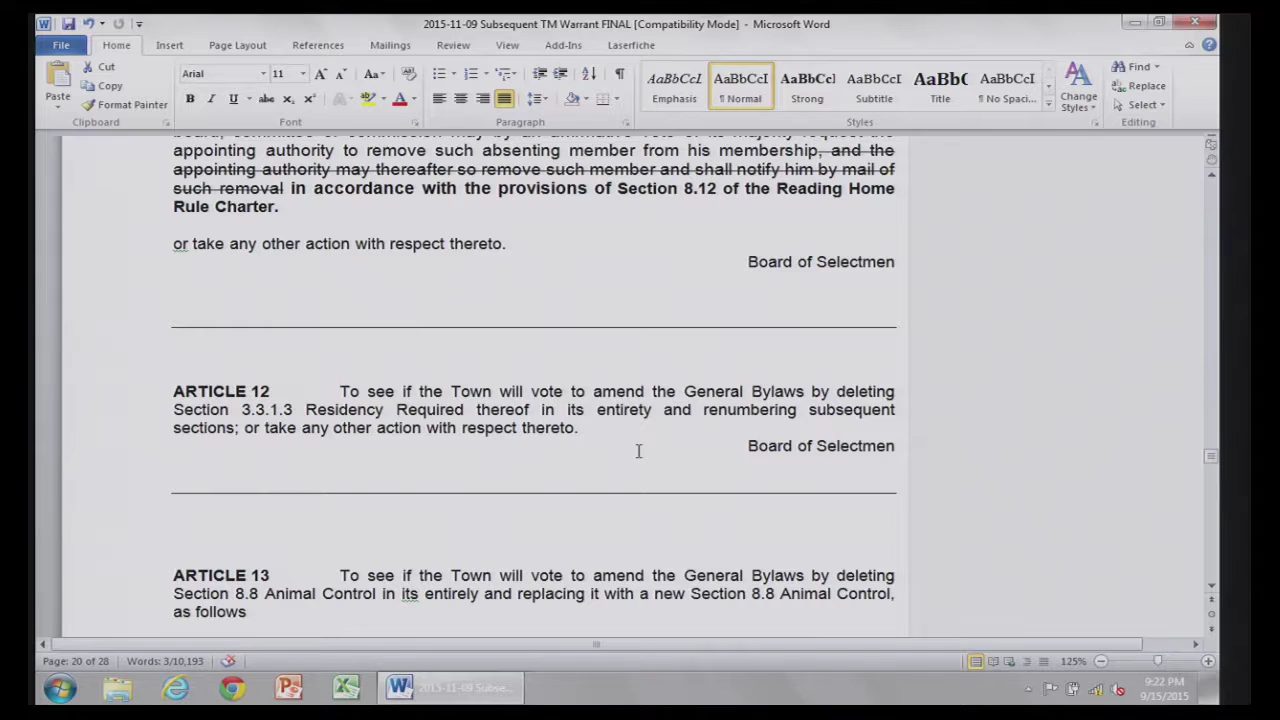 2015-11-09 Subsequent TM Warrant FINAL [Compatibility Mode] - Microsoft Word
File Home Insert Page Layout References Mailings Review View Add-Ins Laserfiche
Paste
Cut
Copy
Format Painter
Clipboard
Arial 11
Font
Paragraph
AaBbCcI AaBbCcI AaBbCcI AaBbCcI AaBb( AaBbCcI
Emphasis ¶ Normal Strong Subtitle Title ¶ No Spaci...
Styles
Change Styles
Find
Replace
Select
Editing
appointing authority to remove such absenting member from his membership, and the
appointing authority may thereafter so remove such member and shall notify him by mail of
such removal in accordance with the provisions of Section 8.12 of the Reading Home
Rule Charter.
or take any other action with respect thereto.
Board of Selectmen
ARTICLE 12 To see if the Town will vote to amend the General Bylaws by deleting
Section 3.3.1.3 Residency Required thereof in its entirety and renumbering subsequent
sections; or take any other action with respect thereto.
Board of Selectmen
ARTICLE 13 To see if the Town will vote to amend the General Bylaws by deleting
Section 8.8 Animal Control in its entirely and replacing it with a new Section 8.8 Animal Control,
as follows
Page: 20 of 28 Words: 3/10,193 125%
2015-11-09 Subse...
9:22 PM
9/15/2015